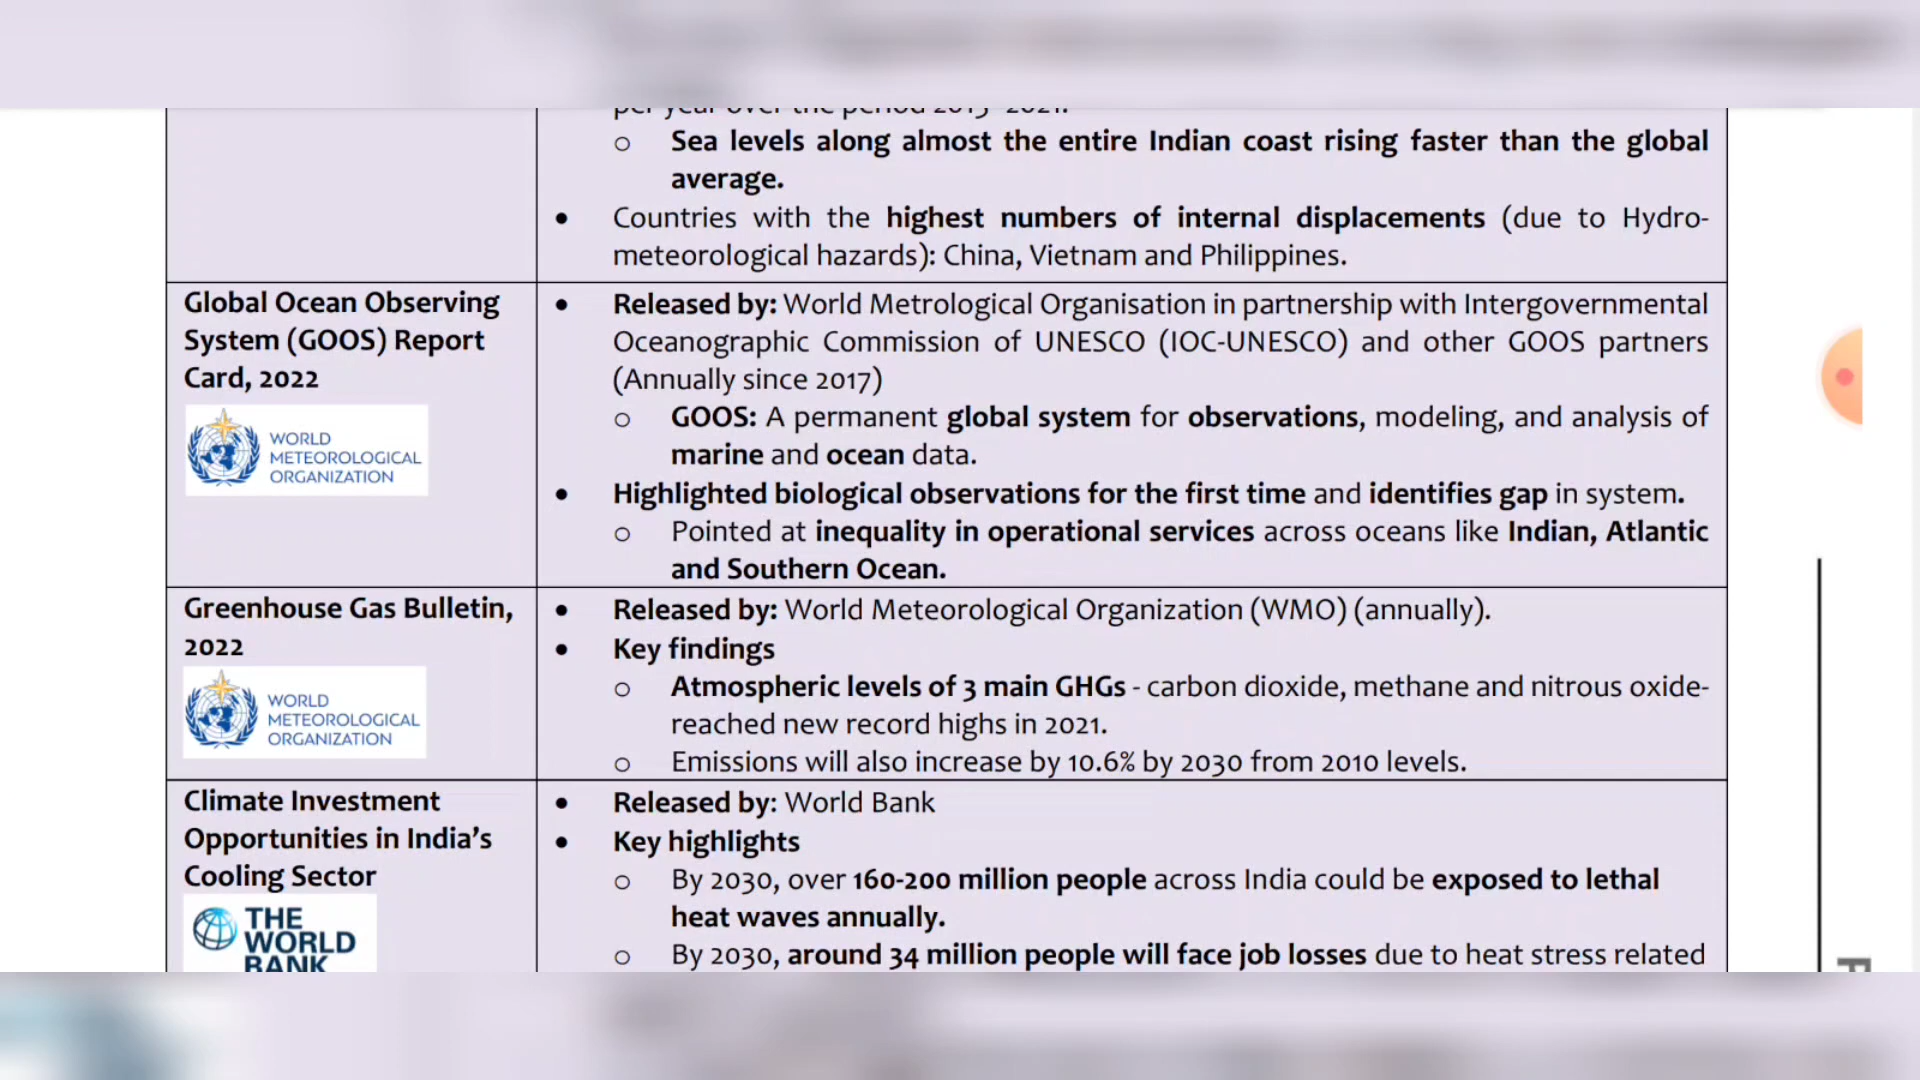 per year over the period 2013-2021.
o Sea levels along almost the entire Indian coast rising faster than the global
average.
• Countries with the highest numbers of internal displacements (due to Hydro-
meteorological hazards): China, Vietnam and Philippines.
Global Ocean Observing
System (GOOS) Report
Card, 2022
WORLD
METEOROLOGICAL
ORGANIZATION
• Released by: World Metrological Organisation in partnership with Intergovernmental
Oceanographic Commission of UNESCO (IOC-UNESCO) and other GOOS partners
(Annually since 2017)
o GOOS: A permanent global system for observations, modeling, and analysis of
marine and ocean data.
• Highlighted biological observations for the first time and identifies gap in system.
o Pointed at inequality in operational services across oceans like Indian, Atlantic
and Southern Ocean.
Greenhouse Gas Bulletin,
2022
WORLD
METEOROLOGICAL
ORGANIZATION
• Released by: World Meteorological Organization (WMO) (annually).
• Key findings
o Atmospheric levels of 3 main GHGs - carbon dioxide, methane and nitrous oxide-
reached new record highs in 2021.
o Emissions will also increase by 10.6% by 2030 from 2010 levels.
Climate Investment
Opportunities in India's
Cooling Sector
THE
WORLD
BANK
• Released by: World Bank
• Key highlights
o By 2030, over 160-200 million people across India could be exposed to lethal
heat waves annually.
o By 2030, around 34 million people will face job losses due to heat stress related